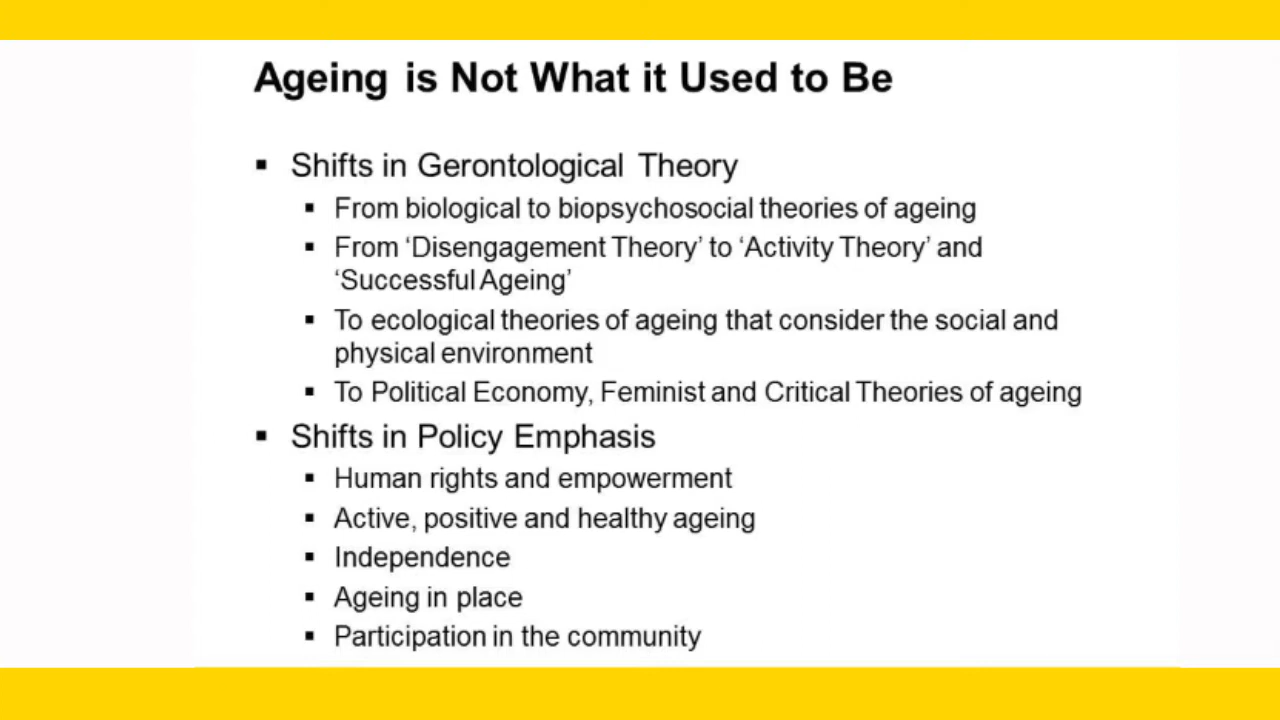 Ageing is Not What it Used to Be
▪ Shifts in Gerontological Theory
▪ From biological to biopsychosocial theories of ageing
▪ From ‘Disengagement Theory’ to ‘Activity Theory’ and
‘Successful Ageing’
▪ To ecological theories of ageing that consider the social and
physical environment
▪ To Political Economy, Feminist and Critical Theories of ageing
▪ Shifts in Policy Emphasis
▪ Human rights and empowerment
▪ Active, positive and healthy ageing
▪ Independence
▪ Ageing in place
▪ Participation in the community